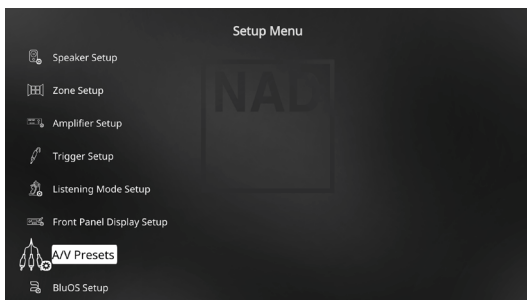 Setup Menu
Speaker Setup
NAD
Zone Setup
Amplifier Setup
Trigger Setup
Listening Mode Setup
Front Panel Display Setup
A/V Presets
BluOS Setup